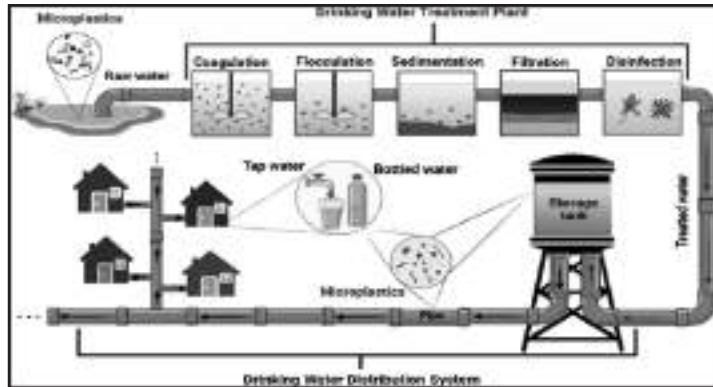 Drinking Water Treatment Plant
Microplastics
Raw water
Coagulation
Flocculation
Sedimentation
Filtration
Disinfection
Tap water
Bottled water
Storage
tank
Treated water
Microplastics
Pipe
Drinking Water Distribution System